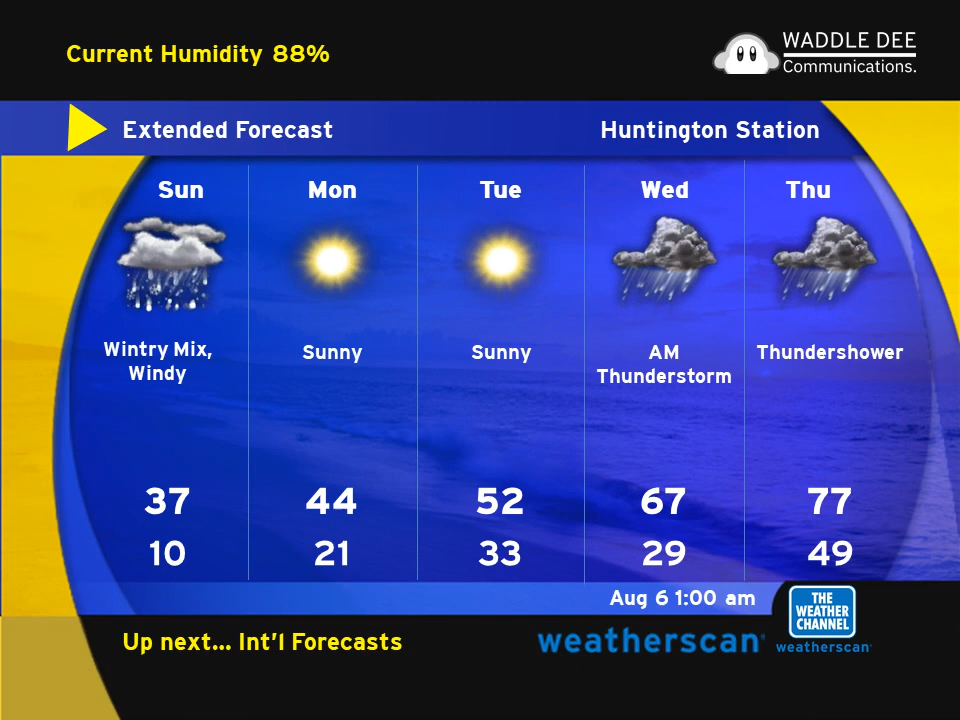 Current Humidity 88%
WADDLE DEE
Communications.
Extended Forecast
Huntington Station
Sun Mon Tue Wed Thu
Wintry Mix,
Windy
Sunny
Sunny
AM
Thunderstorm
Thundershower
37 44 52 67 77
10 21 33 29 49
Aug 6 1:00 am
THE
WEATHER
CHANNEL
Up next... Int'l Forecasts
weatherscan
weatherscan